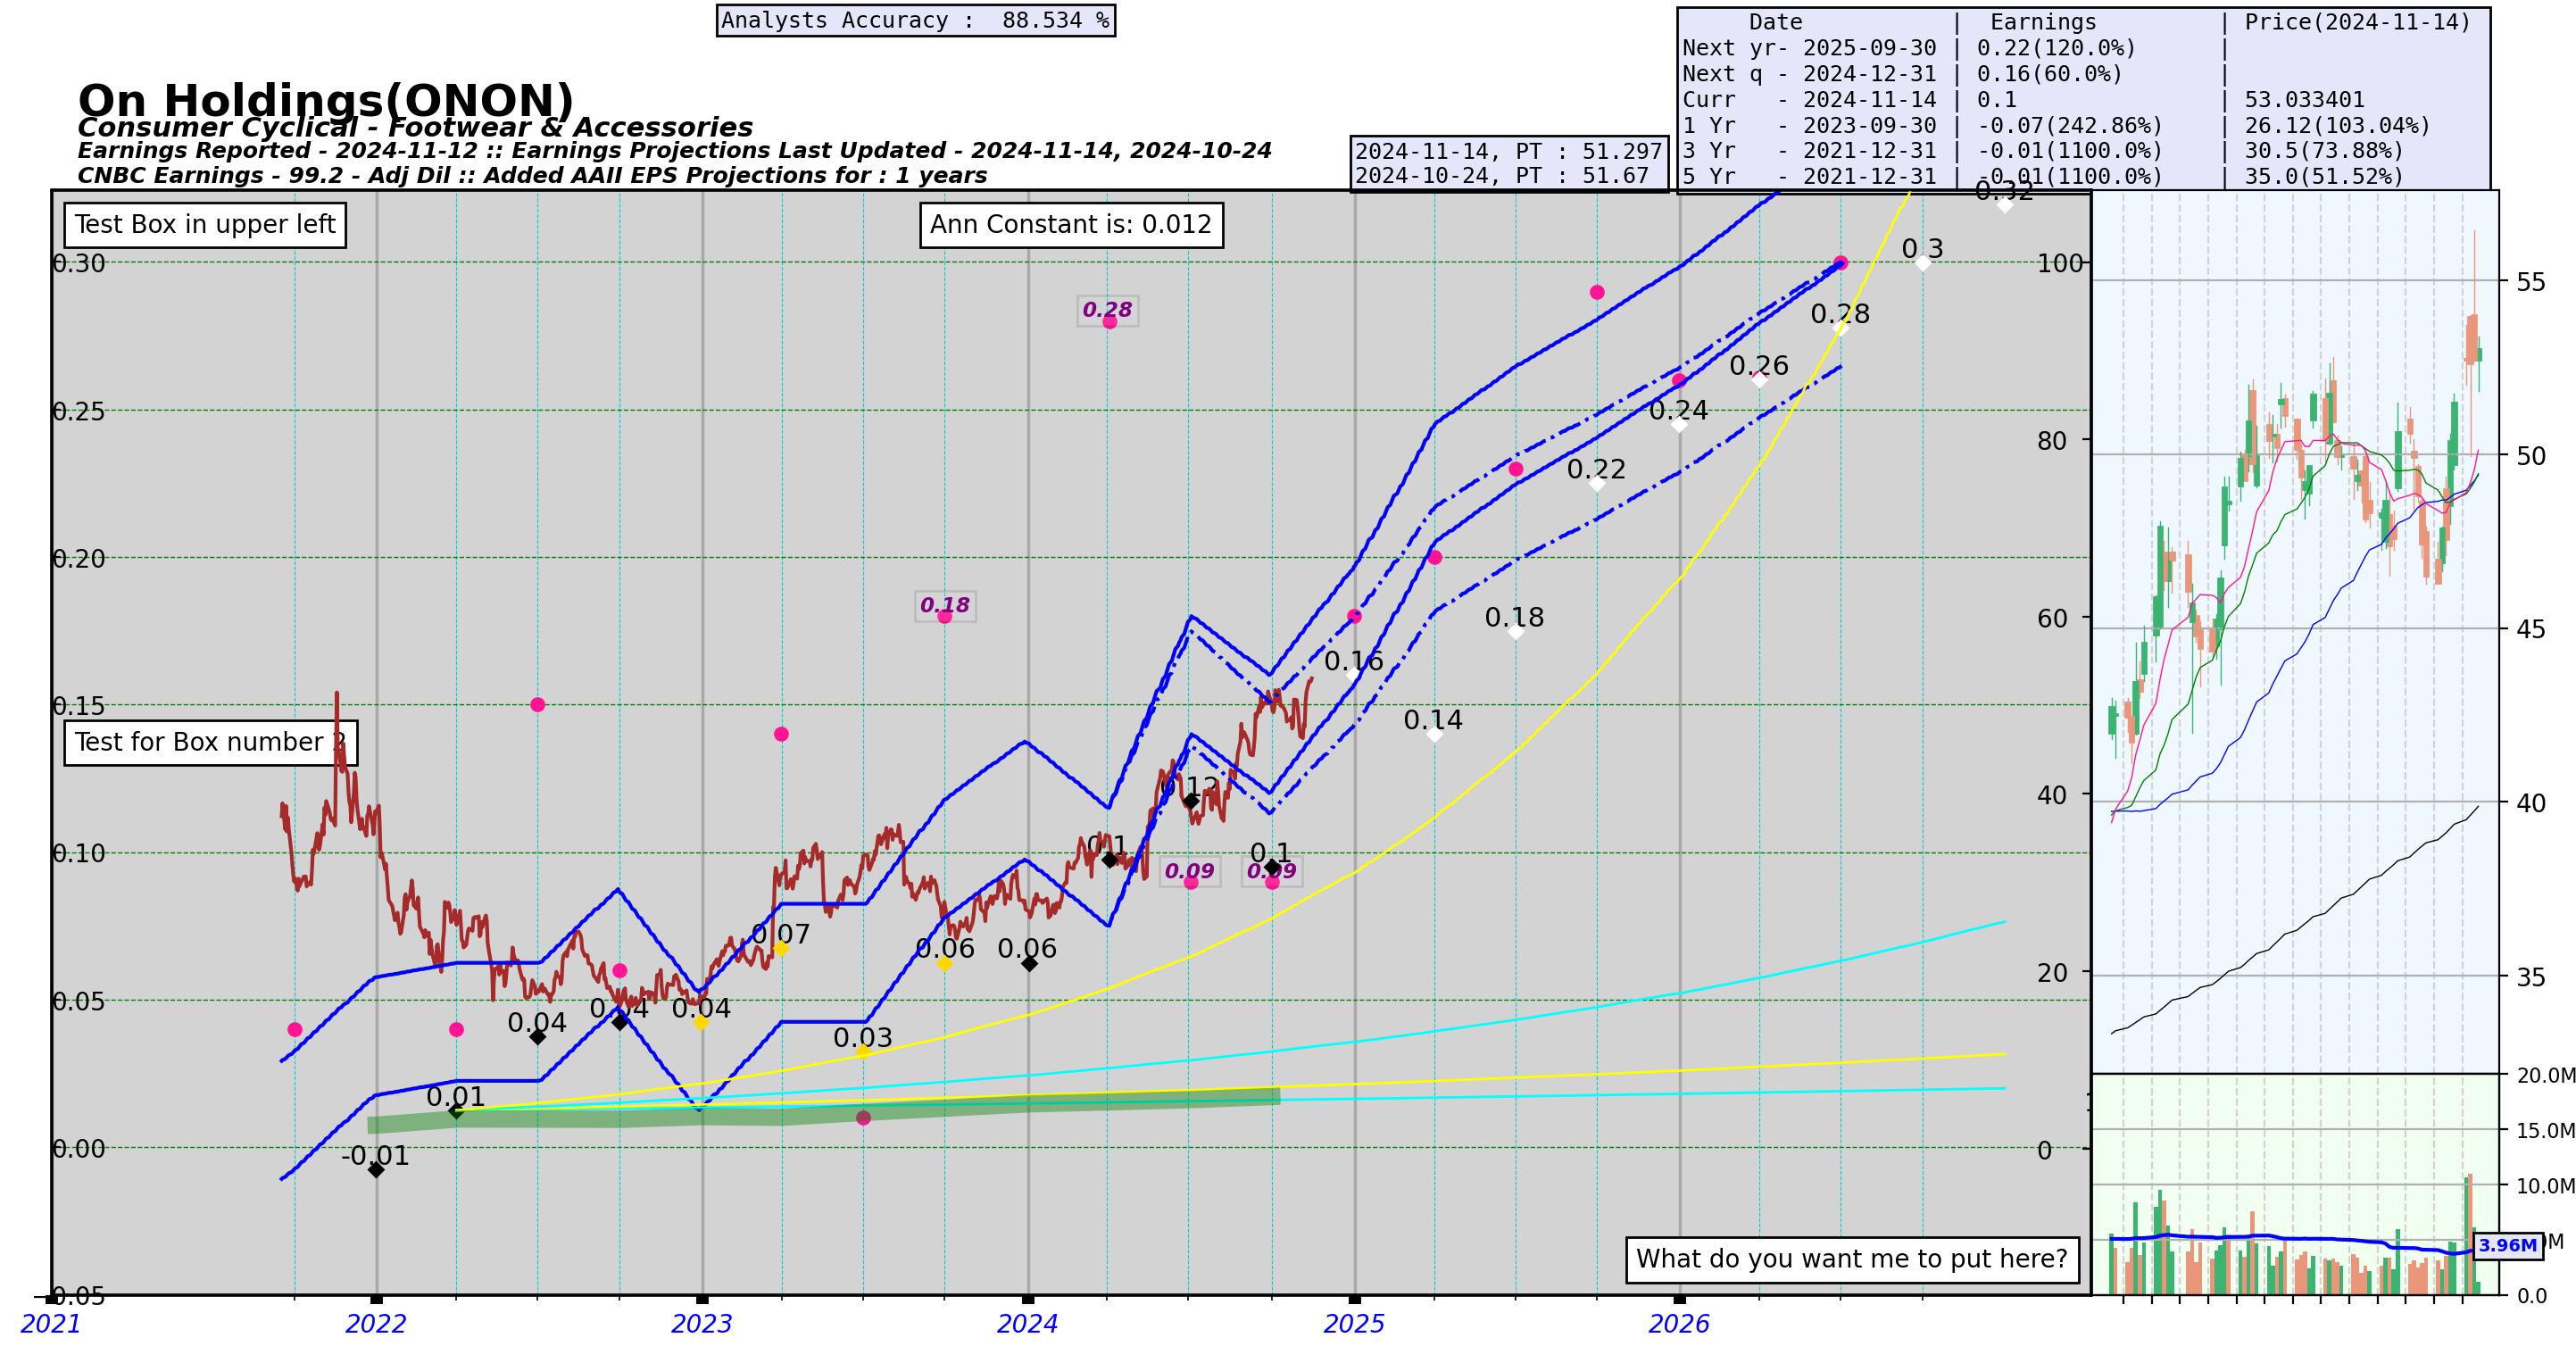 Analysts Accuracy :  88.534 %
Date | Earnings | Price(2024-11-14)
Next yr- 2025-09-30 | 0.22(120.0%) |
Next q - 2024-12-31 | 0.16(60.0%) |
Curr - 2024-11-14 | 0.1 | 53.033401
1 Yr - 2023-09-30 | -0.07(242.86%) | 26.12(103.04%)
3 Yr - 2021-12-31 | -0.01(1100.0%) | 30.5(73.88%)
5 Yr - 2021-12-31 | -0.01(1100.0%) | 35.0(51.52%)
On Holdings(ONON)
Consumer Cyclical - Footwear & Accessories
Earnings Reported - 2024-11-12 :: Earnings Projections Last Updated - 2024-11-14, 2024-10-24
CNBC Earnings - 99.2 - Adj Dil :: Added AAII EPS Projections for : 1 years
2024-11-14, PT : 51.297
2024-10-24, PT : 51.67
0.32
Test Box in upper left
Ann Constant is: 0.012
0.3
0.30
100
55
0.28
0.28
0.26
0.25
0.24
80
50
0.22
0.20
0.18
0.18
60
45
0.16
0.15
0.14
Test for Box number
0.12
40
40
0.10
0.1
0.1
0.09
0.09
0.07
0.06
0.06
20
35
0.05
0.04
0.04
0.04
0.03
0.01
20.0M
15.0M
0.00
-0.01
0
10.0M
3.96M
What do you want me to put here?
−0.05
0.0
2021
2022
2023
2024
2025
2026